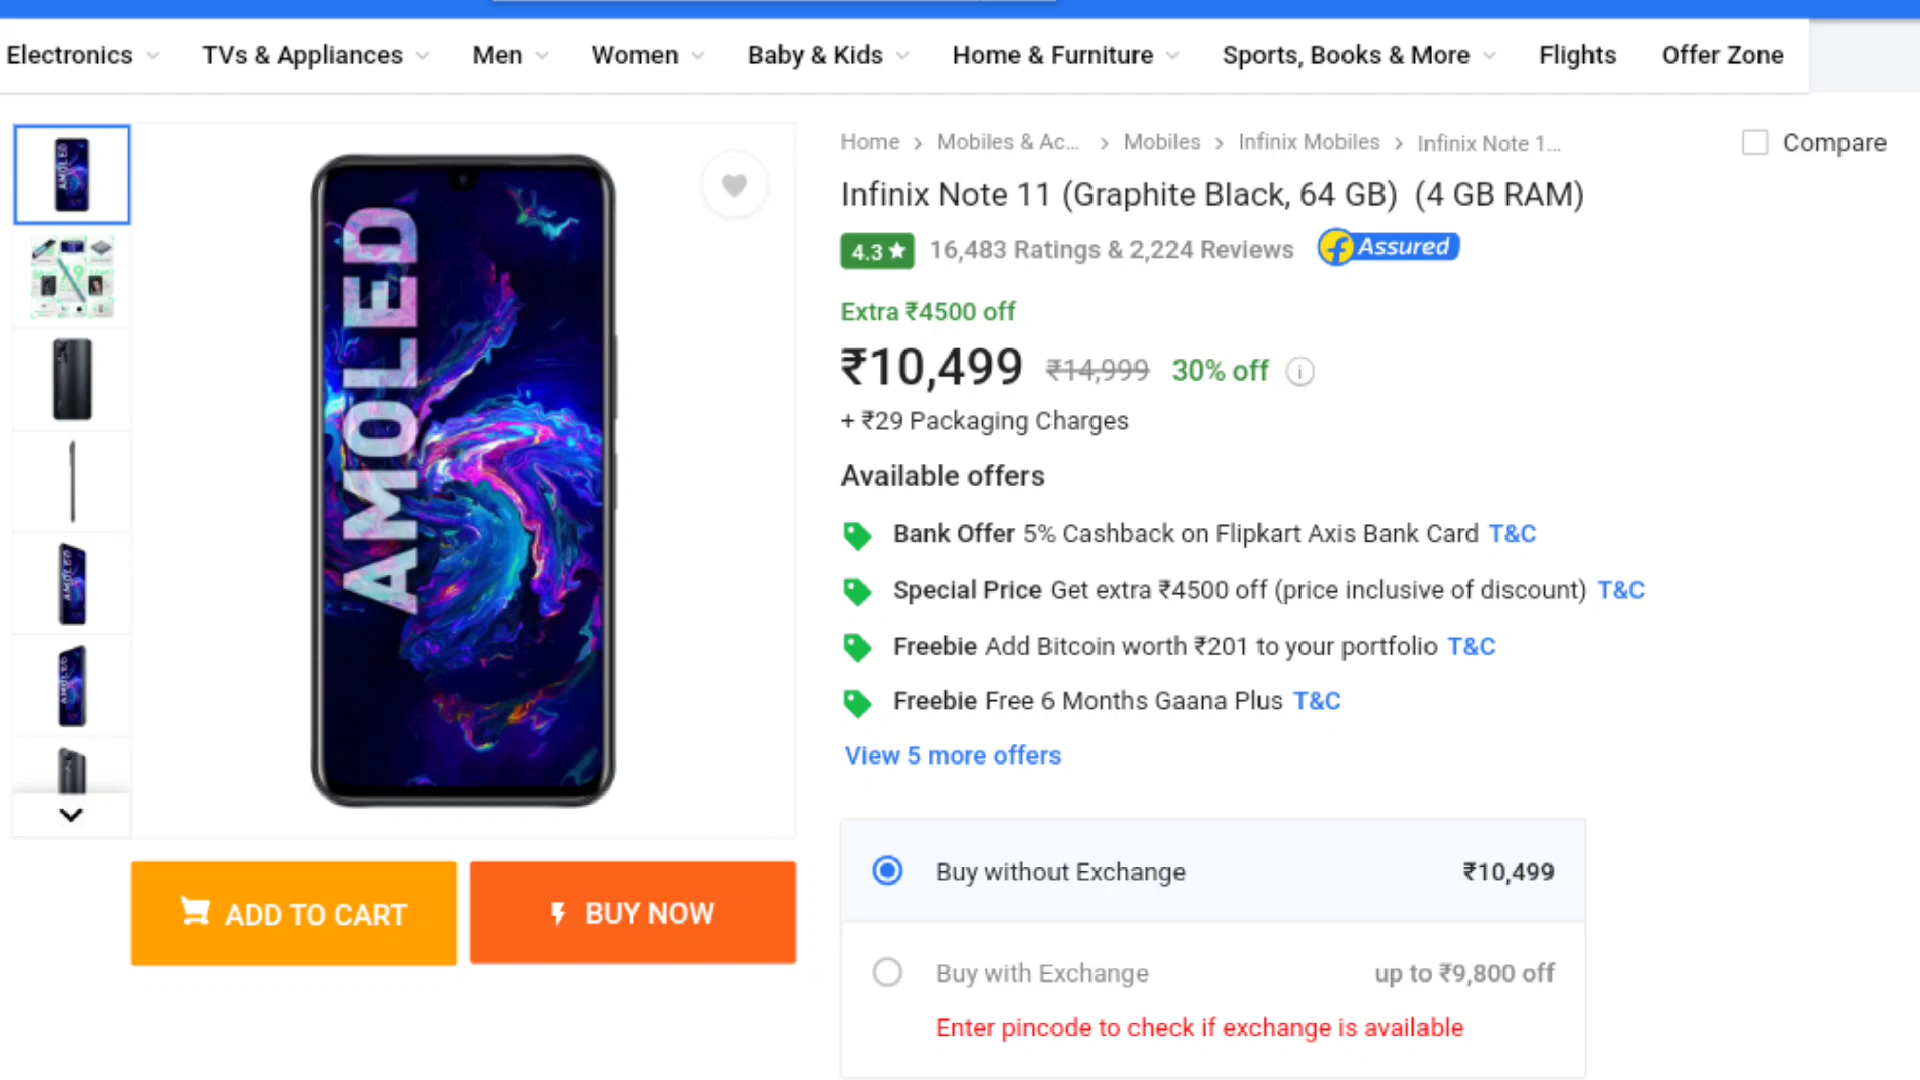 Electronics TVs & Appliances Men Women Baby & Kids Home & Furniture Sports, Books & More Flights Offer Zone
Home > Mobiles & Ac... > Mobiles > Infinix Mobiles > Infinix Note 1...
Compare
Infinix Note 11 (Graphite Black, 64 GB) (4 GB RAM)
4.3★ 16,483 Ratings & 2,224 Reviews f Assured
Extra ₹4500 off
₹10,499 ₹14,999 30% off i
+ ₹29 Packaging Charges
Available offers
Bank Offer 5% Cashback on Flipkart Axis Bank Card T&C
Special Price Get extra ₹4500 off (price inclusive of discount) T&C
Freebie Add Bitcoin worth ₹201 to your portfolio T&C
Freebie Free 6 Months Gaana Plus T&C
View 5 more offers
Buy without Exchange ₹10,499
Buy with Exchange up to ₹9,800 off
Enter pincode to check if exchange is available
AMOLED
AMOLED
AMOLED
AMOLED
ADD TO CART
BUY NOW